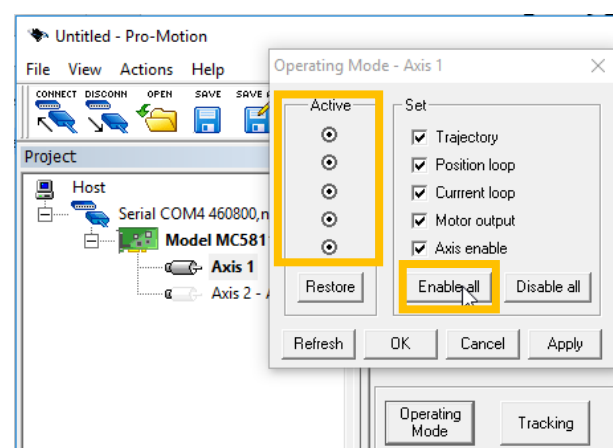 Untitled - Pro-Motion
File View Actions Help
CONNECT DISCONN OPEN SAVE SAVE
Project
Host
Serial COM4 460800,n
Model MC581
Axis 1
Axis 2 -
Operating Mode - Axis 1
Active
Set
Trajectory
Position loop
Currrent loop
Motor output
Axis enable
Restore
Enable all
Disable all
Refresh
OK
Cancel
Apply
Operating
Mode
Tracking